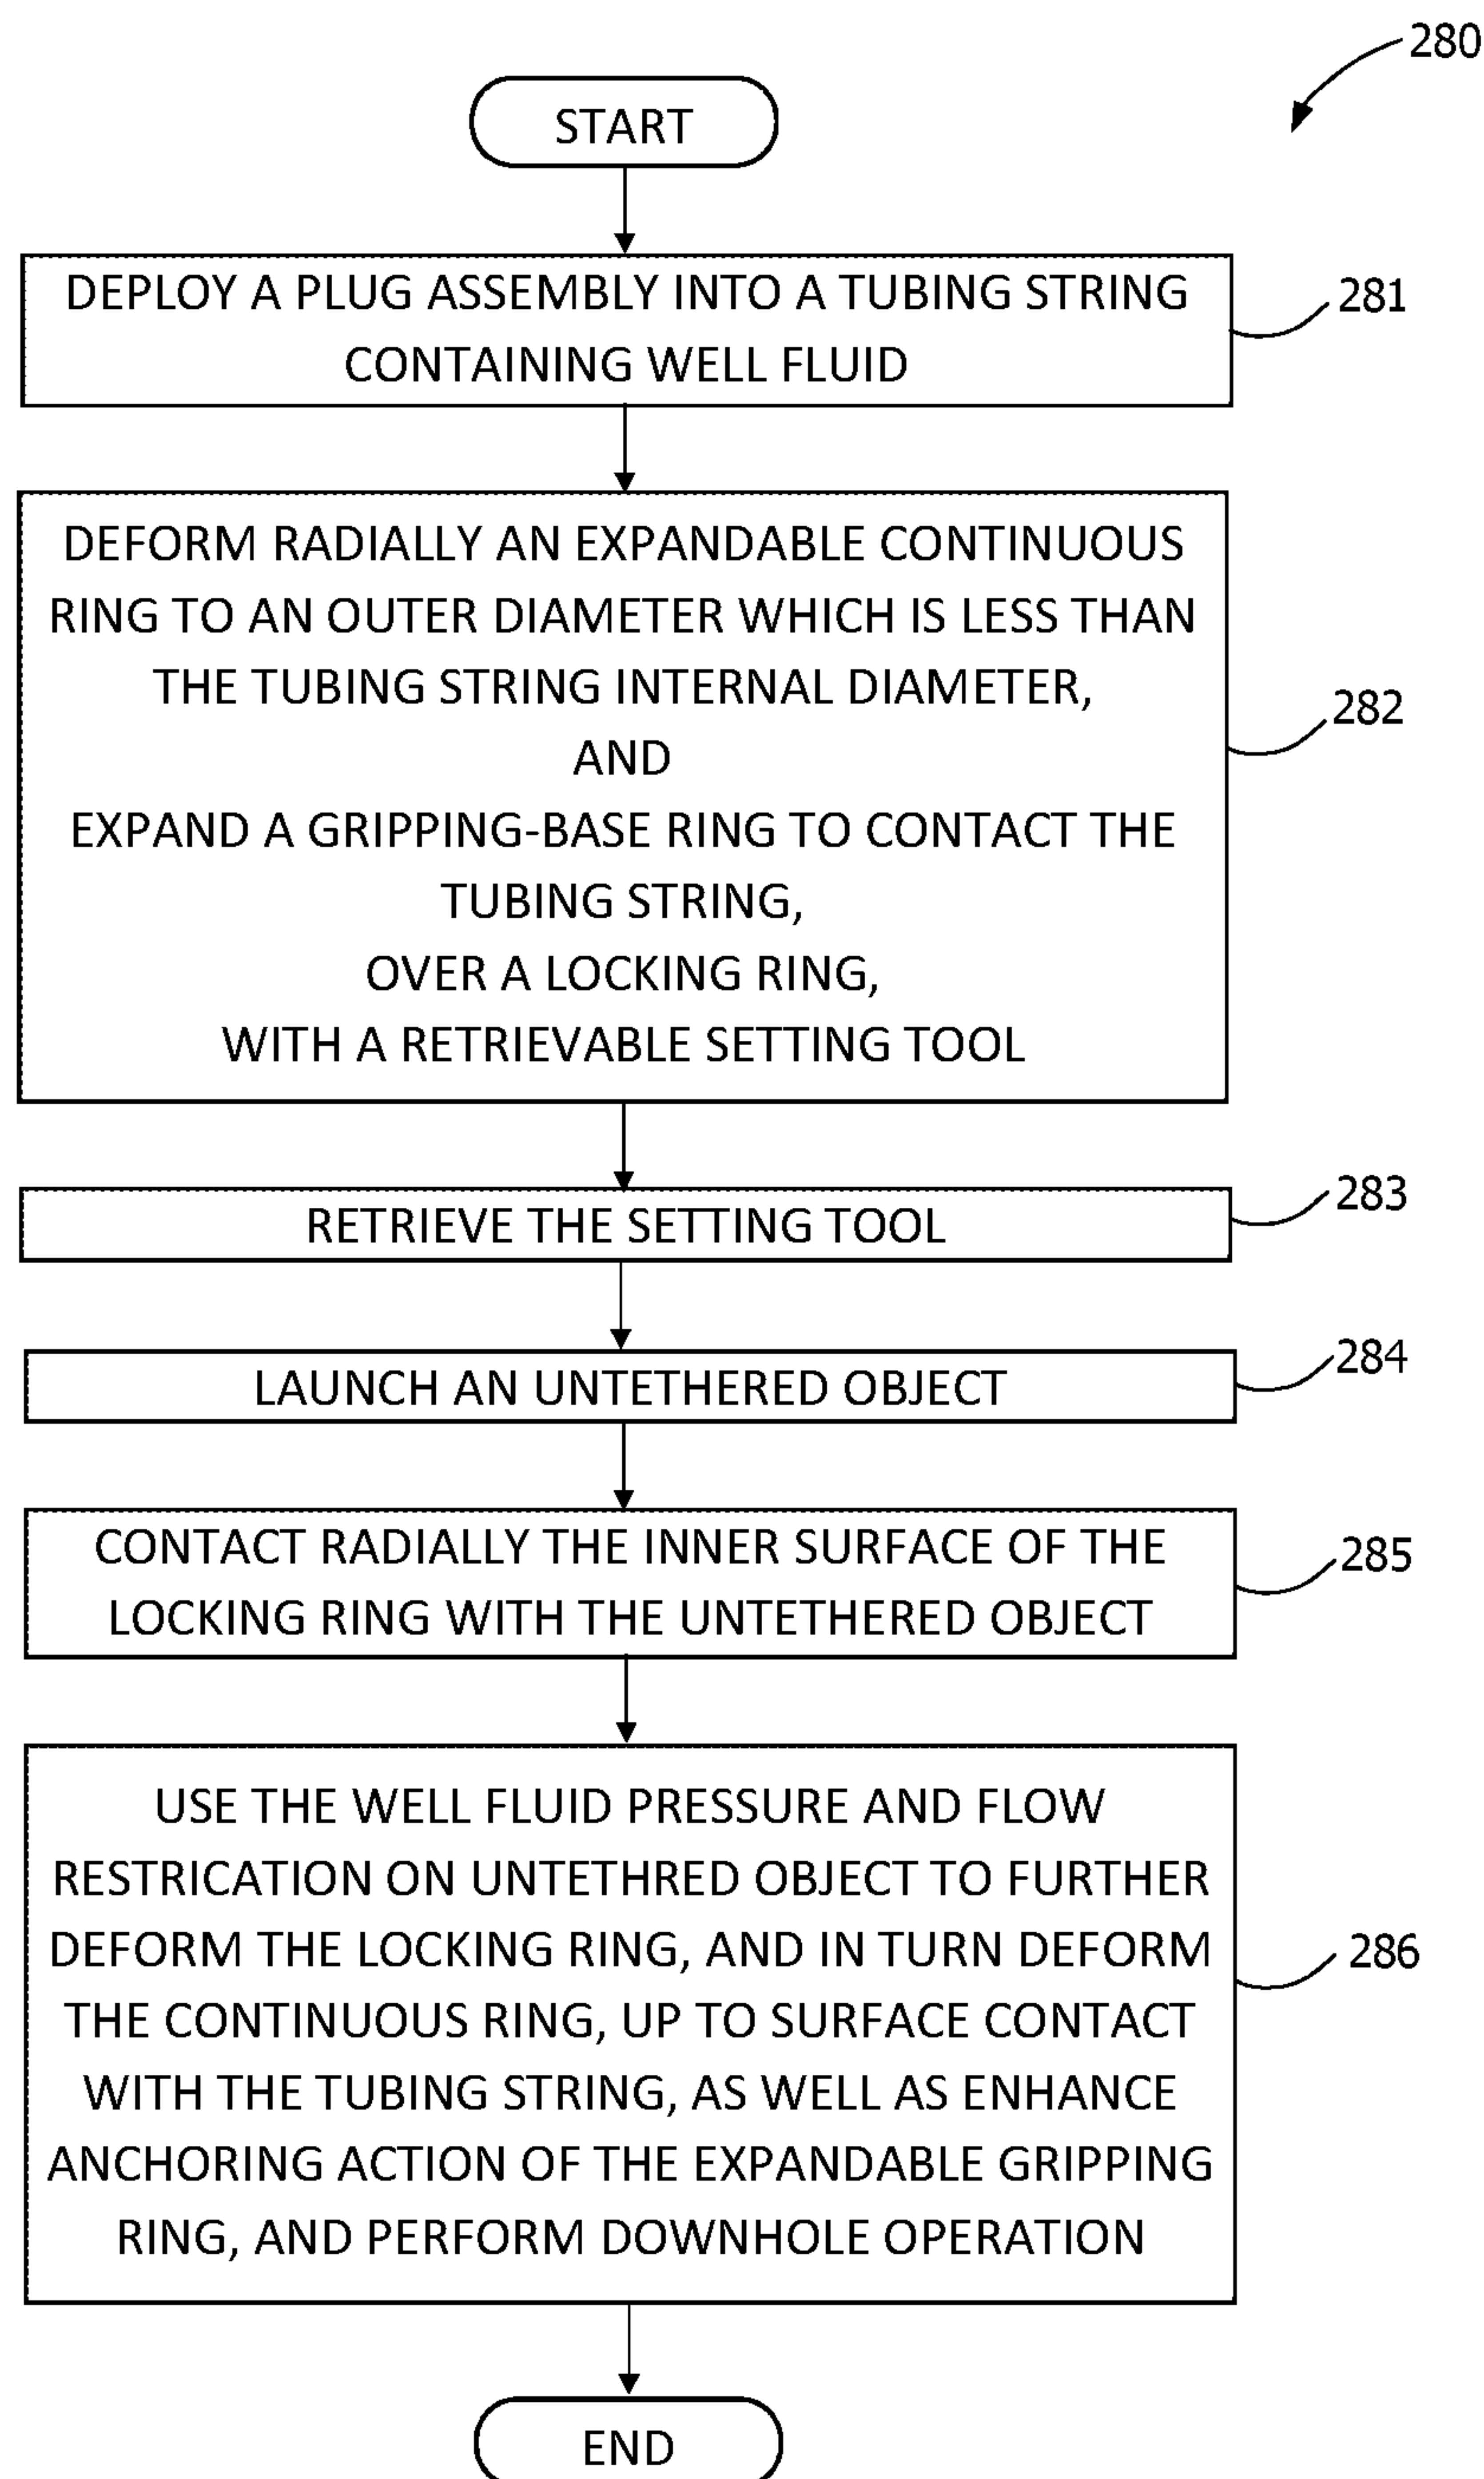 280
START
DEPLOY A PLUG ASSEMBLY INTO A TUBING STRING
CONTAINING WELL FLUID
281
DEFORM RADIALLY AN EXPANDABLE CONTINUOUS
RING TO AN OUTER DIAMETER WHICH IS LESS THAN
THE TUBING STRING INTERNAL DIAMETER,
AND
EXPAND A GRIPPING-BASE RING TO CONTACT THE
TUBING STRING,
OVER A LOCKING RING,
WITH A RETRIEVABLE SETTING TOOL
282
RETRIEVE THE SETTING TOOL
283
LAUNCH AN UNTETHERED OBJECT
284
CONTACT RADIALLY THE INNER SURFACE OF THE
LOCKING RING WITH THE UNTETHERED OBJECT
285
USE THE WELL FLUID PRESSURE AND FLOW
RESTRICATION ON UNTETHRED OBJECT TO FURTHER
DEFORM THE LOCKING RING, AND IN TURN DEFORM
THE CONTINUOUS RING, UP TO SURFACE CONTACT
WITH THE TUBING STRING, AS WELL AS ENHANCE
ANCHORING ACTION OF THE EXPANDABLE GRIPPING
RING, AND PERFORM DOWNHOLE OPERATION
286
END